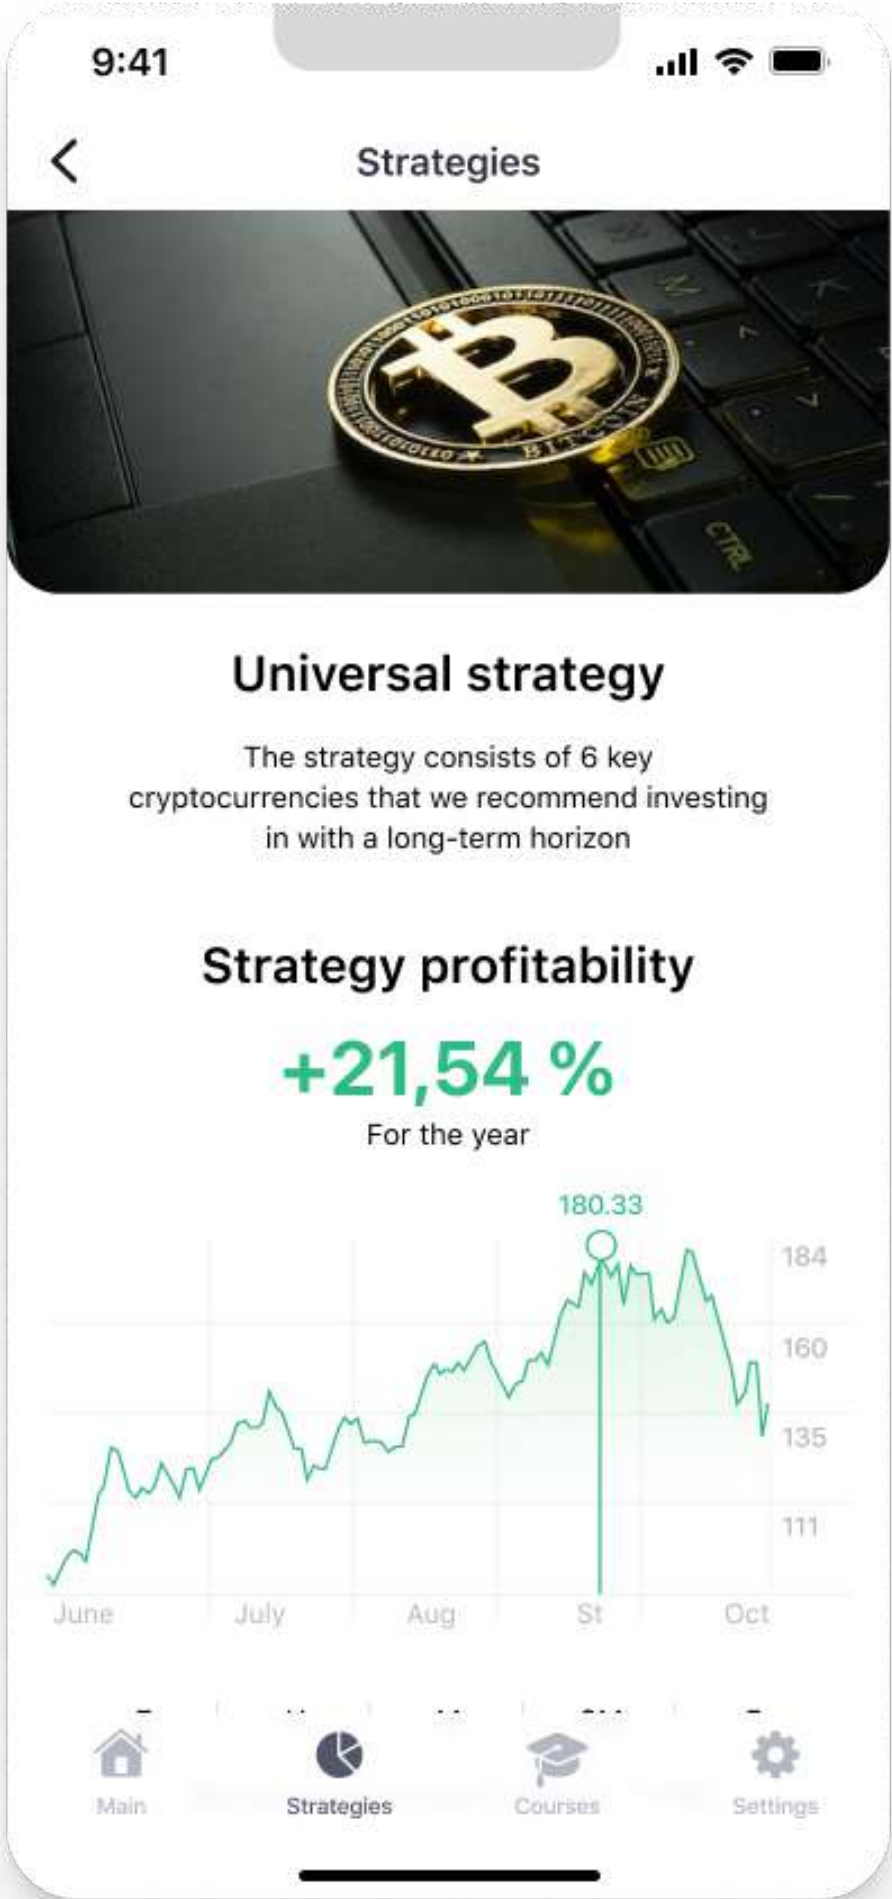 9:41
Strategies
BITCOIN
M
K
CTRL
Universal strategy
The strategy consists of 6 key
cryptocurrencies that we recommend investing
in with a long-term horizon
Strategy profitability
+21,54 %
For the year
180.33
184
160
135
111
June July Aug St Oct
Main Strategies Courses Settings